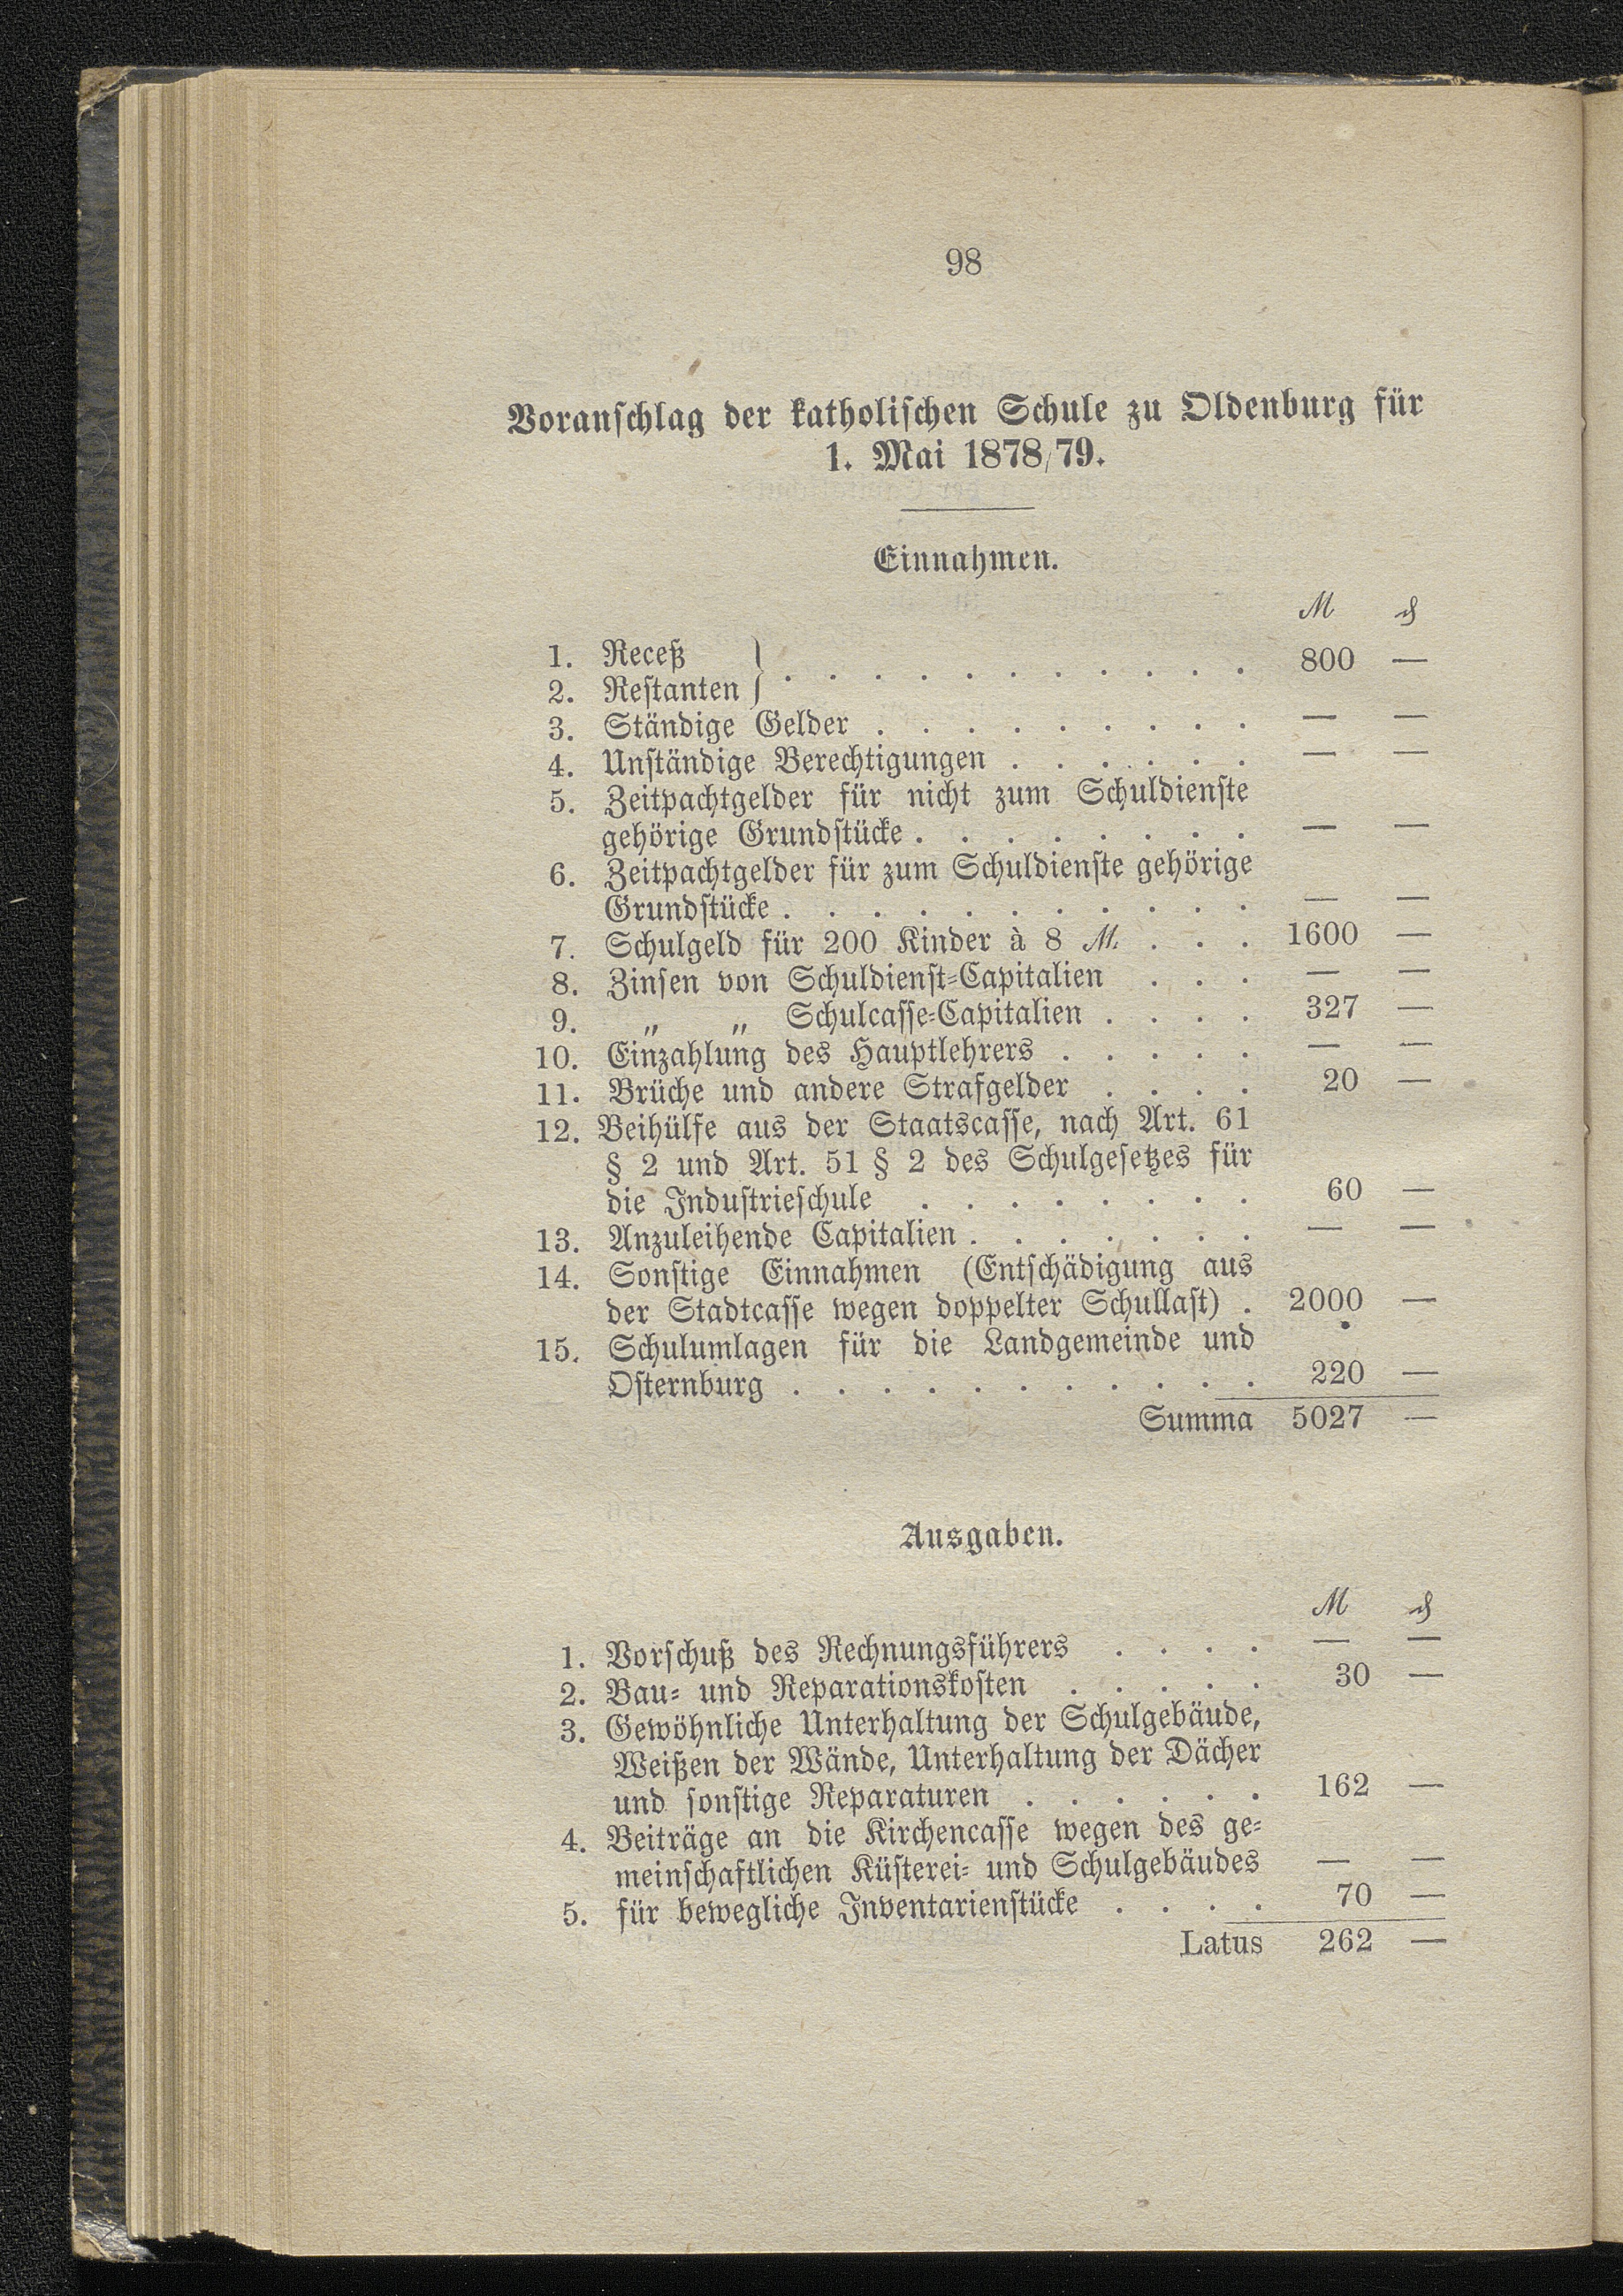 98
Voranschlag der katholischen Schule zu Oldenburg für
1. Mai 1878/79.
Einnahmen.
ℳ ₰
1. Receß } . . . . . . . . . . . 800 —
2. Restanten
3. Ständige Gelder . . . . . . . . . — —
4. Unständige Berechtigungen . . . . . . — —
5. Zeitpachtgelder für nicht zum Schuldienste
gehörige Grundstücke . . . . . . . . — —
6. Zeitpachtgelder für zum Schuldienste gehörige
Grundstücke . . . . . . . . . . . — —
7. Schulgeld für 200 Kinder à 8 ℳ. . . . 1600 —
8. Zinsen von Schuldienst-Capitalien . . . — —
9. „ „ Schulcasse-Capitalien . . . . 327 —
10. Einzahlung des Hauptlehrers . . . . . — —
11. Brüche und andere Strafgelder . . . . 20 —
12. Beihülfe aus der Staatscasse, nach Art. 61
§ 2 und Art. 51 § 2 des Schulgesetzes für
die Industrieschule . . . . . . . . 60 —
13. Anzuleihende Capitalien . . . . . . . — —
14. Sonstige Einnahmen (Entschädigung aus
der Stadtcasse wegen doppelter Schullast) . 2000 —
15. Schulumlagen für die Landgemeinde und
Osternburg . . . . . . . . . . . 220 —
Summa 5027 —
Ausgaben.
ℳ ₰
1. Vorschuß des Rechnungsführers . . . . — —
2. Bau- und Reparationskosten . . . . . 30 —
3. Gewöhnliche Unterhaltung der Schulgebäude,
Weißen der Wände, Unterhaltung der Dächer
und sonstige Reparaturen . . . . . . 162 —
4. Beiträge an die Kirchencasse wegen des ge-
meinschaftlichen Küsterei- und Schulgebäudes — —
5. für bewegliche Inventarienstücke . . . . 70 —
Latus 262 —